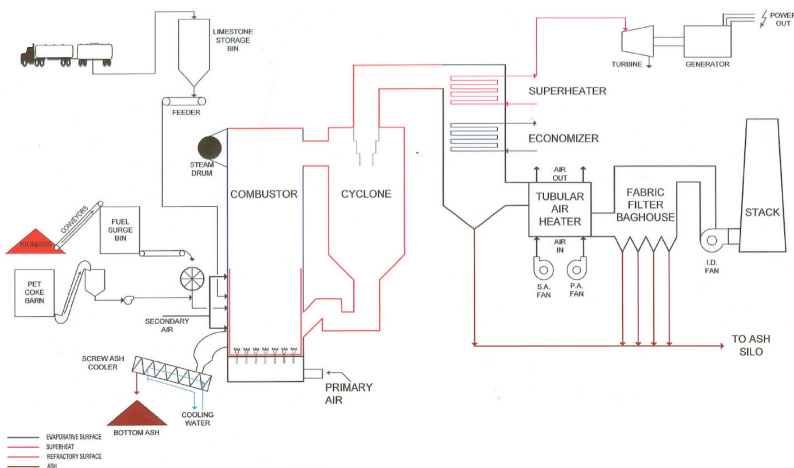 LIMESTONE
STORAGE
BIN
FEEDER
STEAM
DRUM
COMBUSTOR
CYCLONE
SUPERHEATER
ECONOMIZER
TURBINE
GENERATOR
POWER
OUT
AIR
OUT
TUBULAR
AIR
HEATER
AIR
IN
S.A.
FAN
P.A.
FAN
FABRIC
FILTER
BAGHOUSE
I.D.
FAN
STACK
TO ASH
SILO
BIOMASS
CONVEYORS
FUEL
SURGE
BIN
PET
COKE
BARN
SECONDARY
AIR
SCREW ASH
COOLER
BOTTOM ASH
COOLING
WATER
PRIMARY
AIR
EVAPORATIVE SURFACE
SUPERHEAT
REFRACTORY SURFACE
ASH